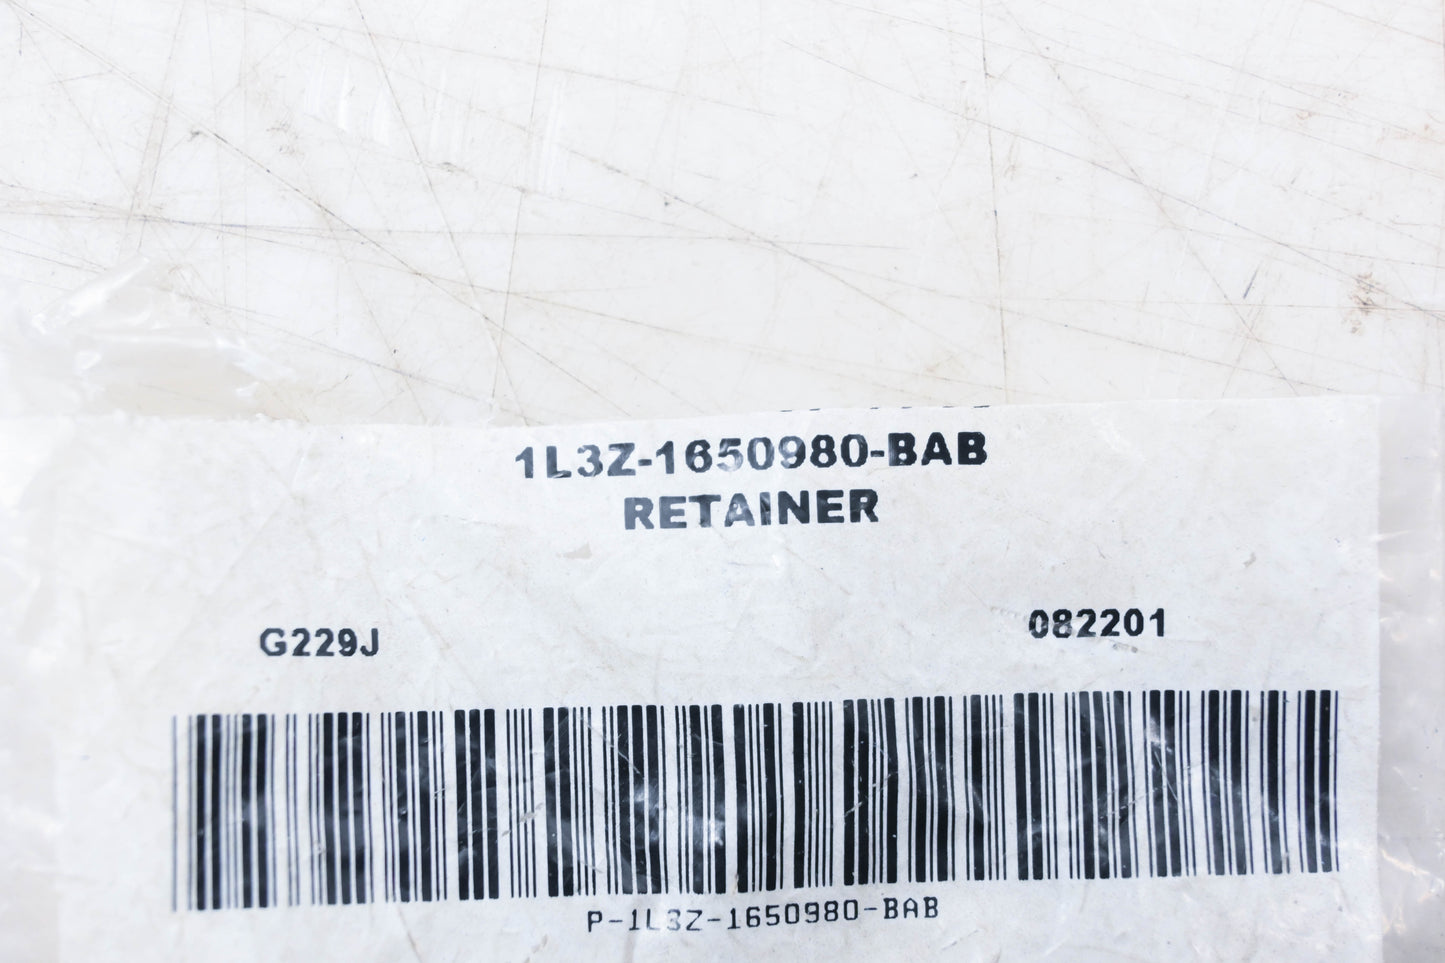 1L3Z-1650980-BAB
RETAINER
G229J 082201
P-1L3Z-1650980-BAB